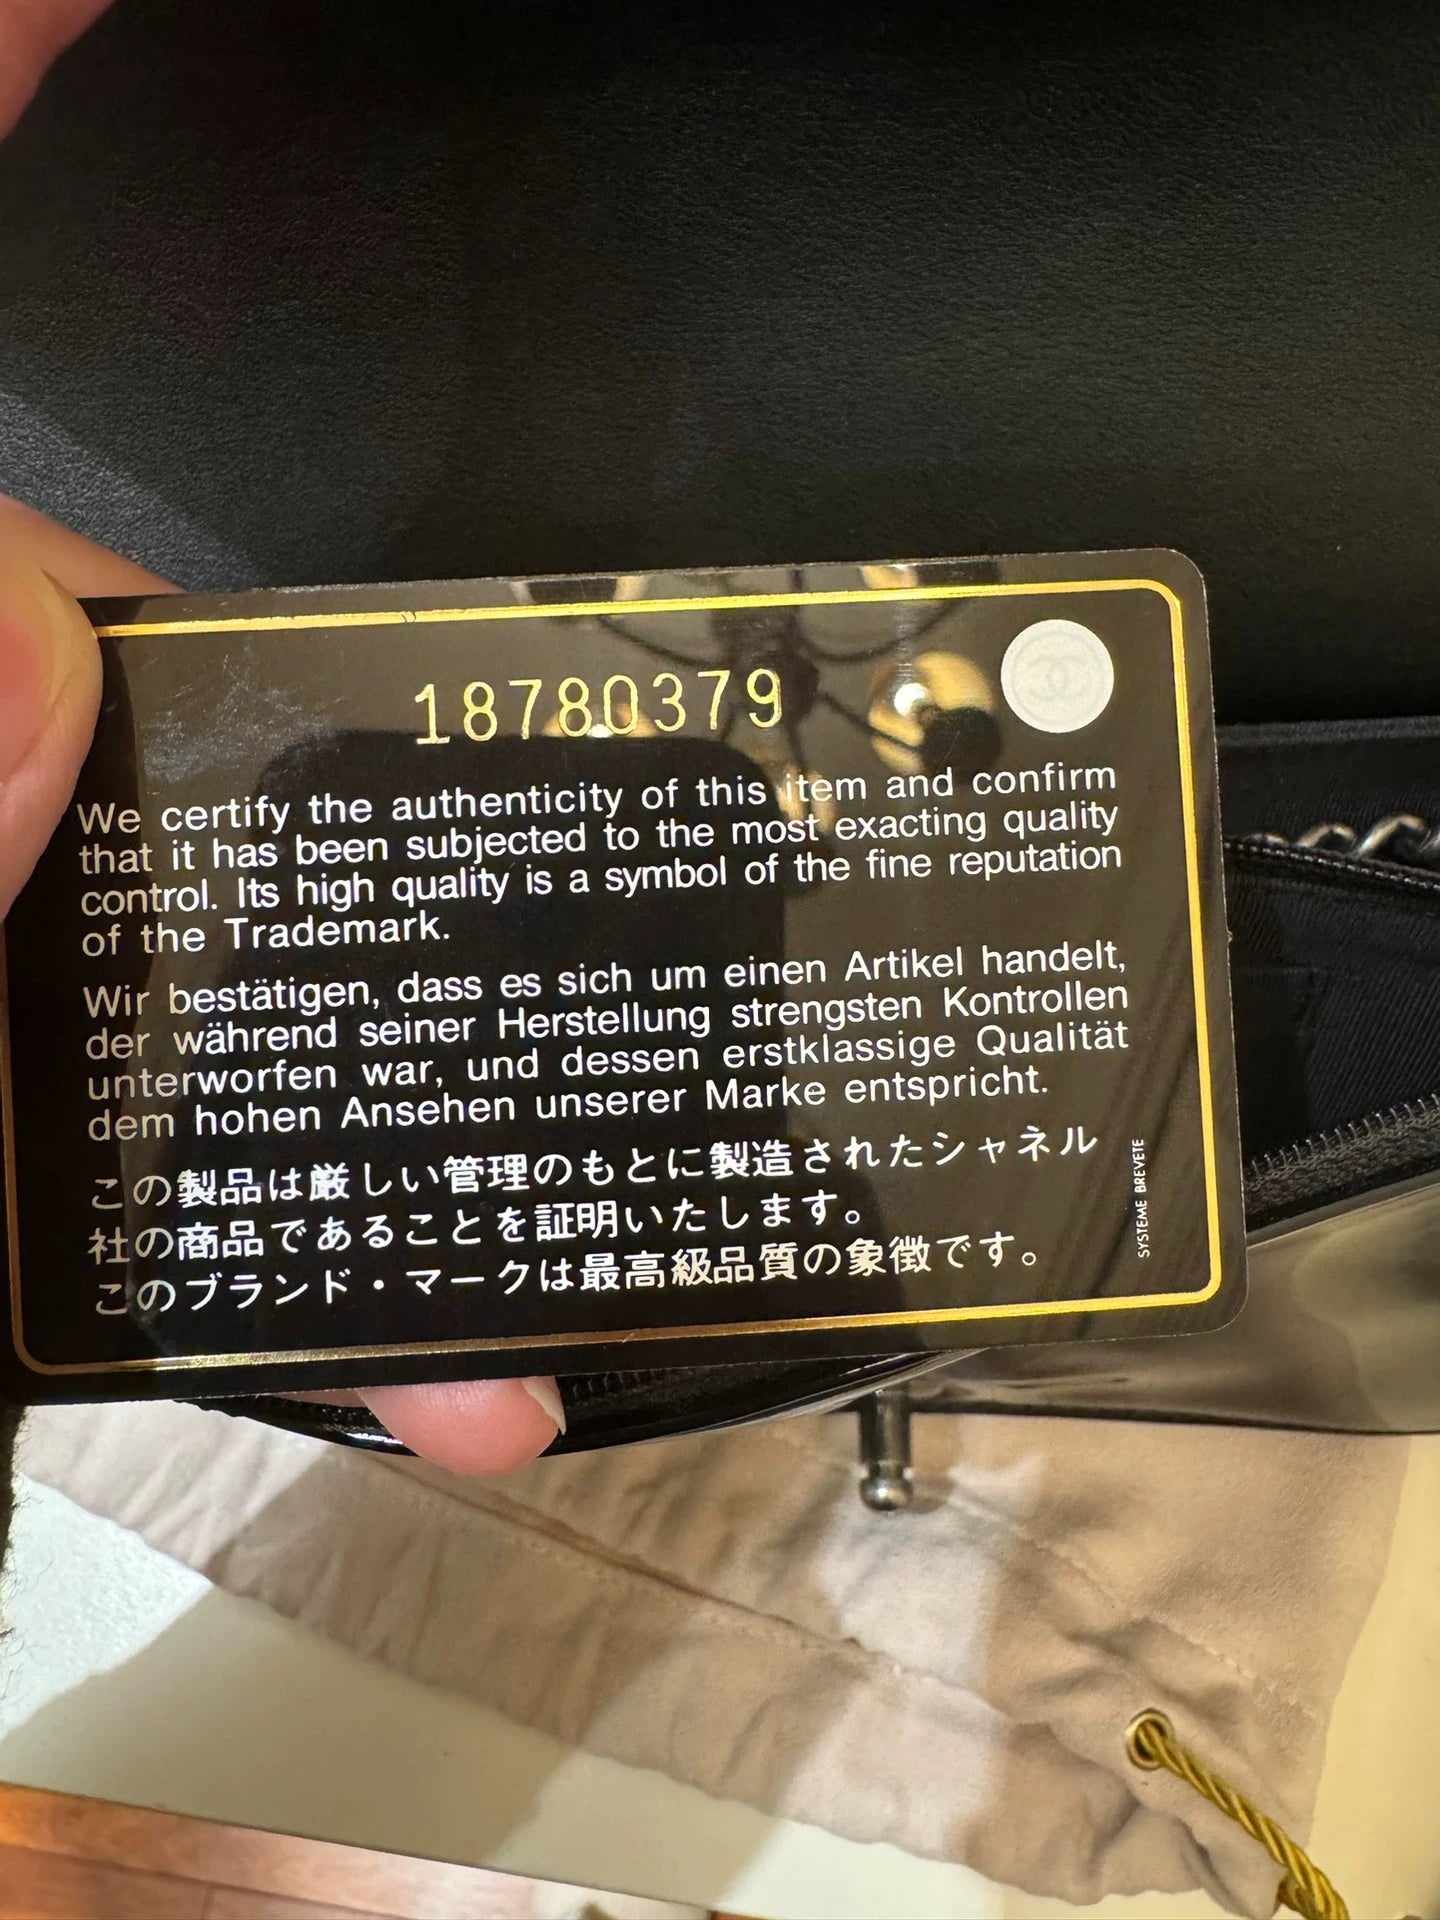 18780379
We certify the authenticity of this item and confirm
that it has been subjected to the most exacting quality
control. Its high quality is a symbol of the fine reputation
of the Trademark.
Wir bestätigen, dass es sich um einen Artikel handelt,
der während seiner Herstellung strengsten Kontrollen
unterworfen war, und dessen erstklassige Qualität
dem hohen Ansehen unserer Marke entspricht.
この製品は厳しい管理のもとに製造されたシャネル
社の商品であることを証明いたします。
このブランド・マークは最高級品質の象徴です。
SYSTEME BREVETE